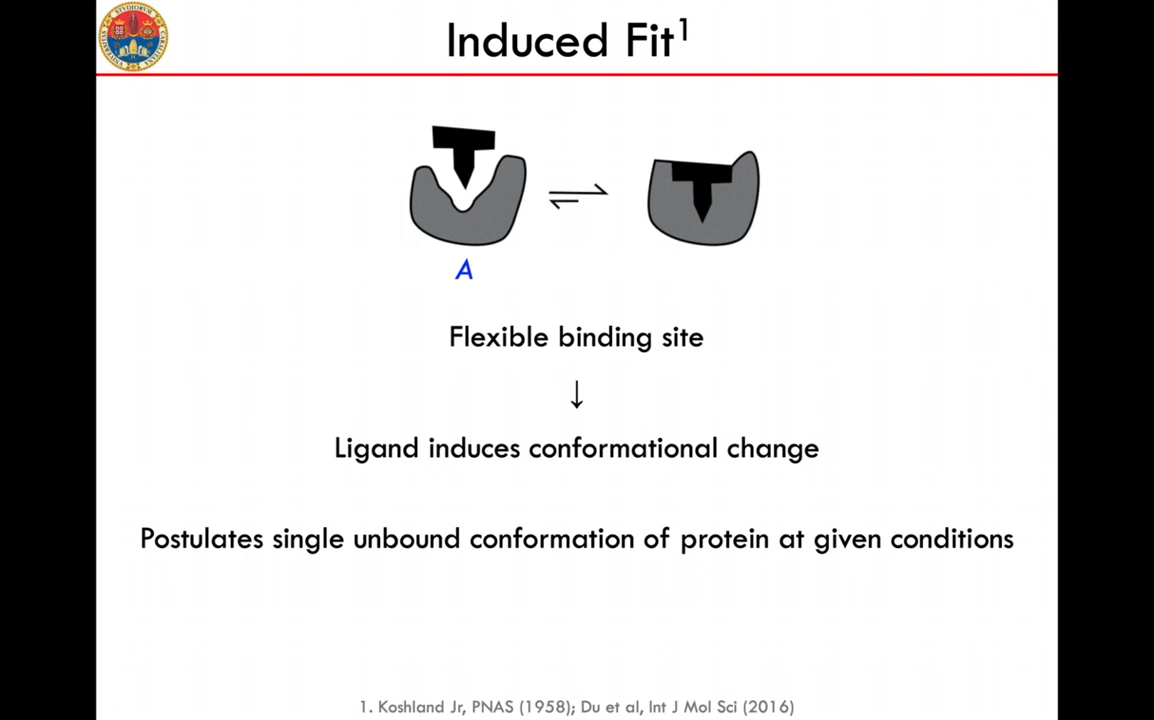 Induced Fit¹
A
Flexible binding site
↓
Ligand induces conformational change
Postulates single unbound conformation of protein at given conditions
1. Koshland Jr, PNAS (1958); Du et al, Int J Mol Sci (2016)